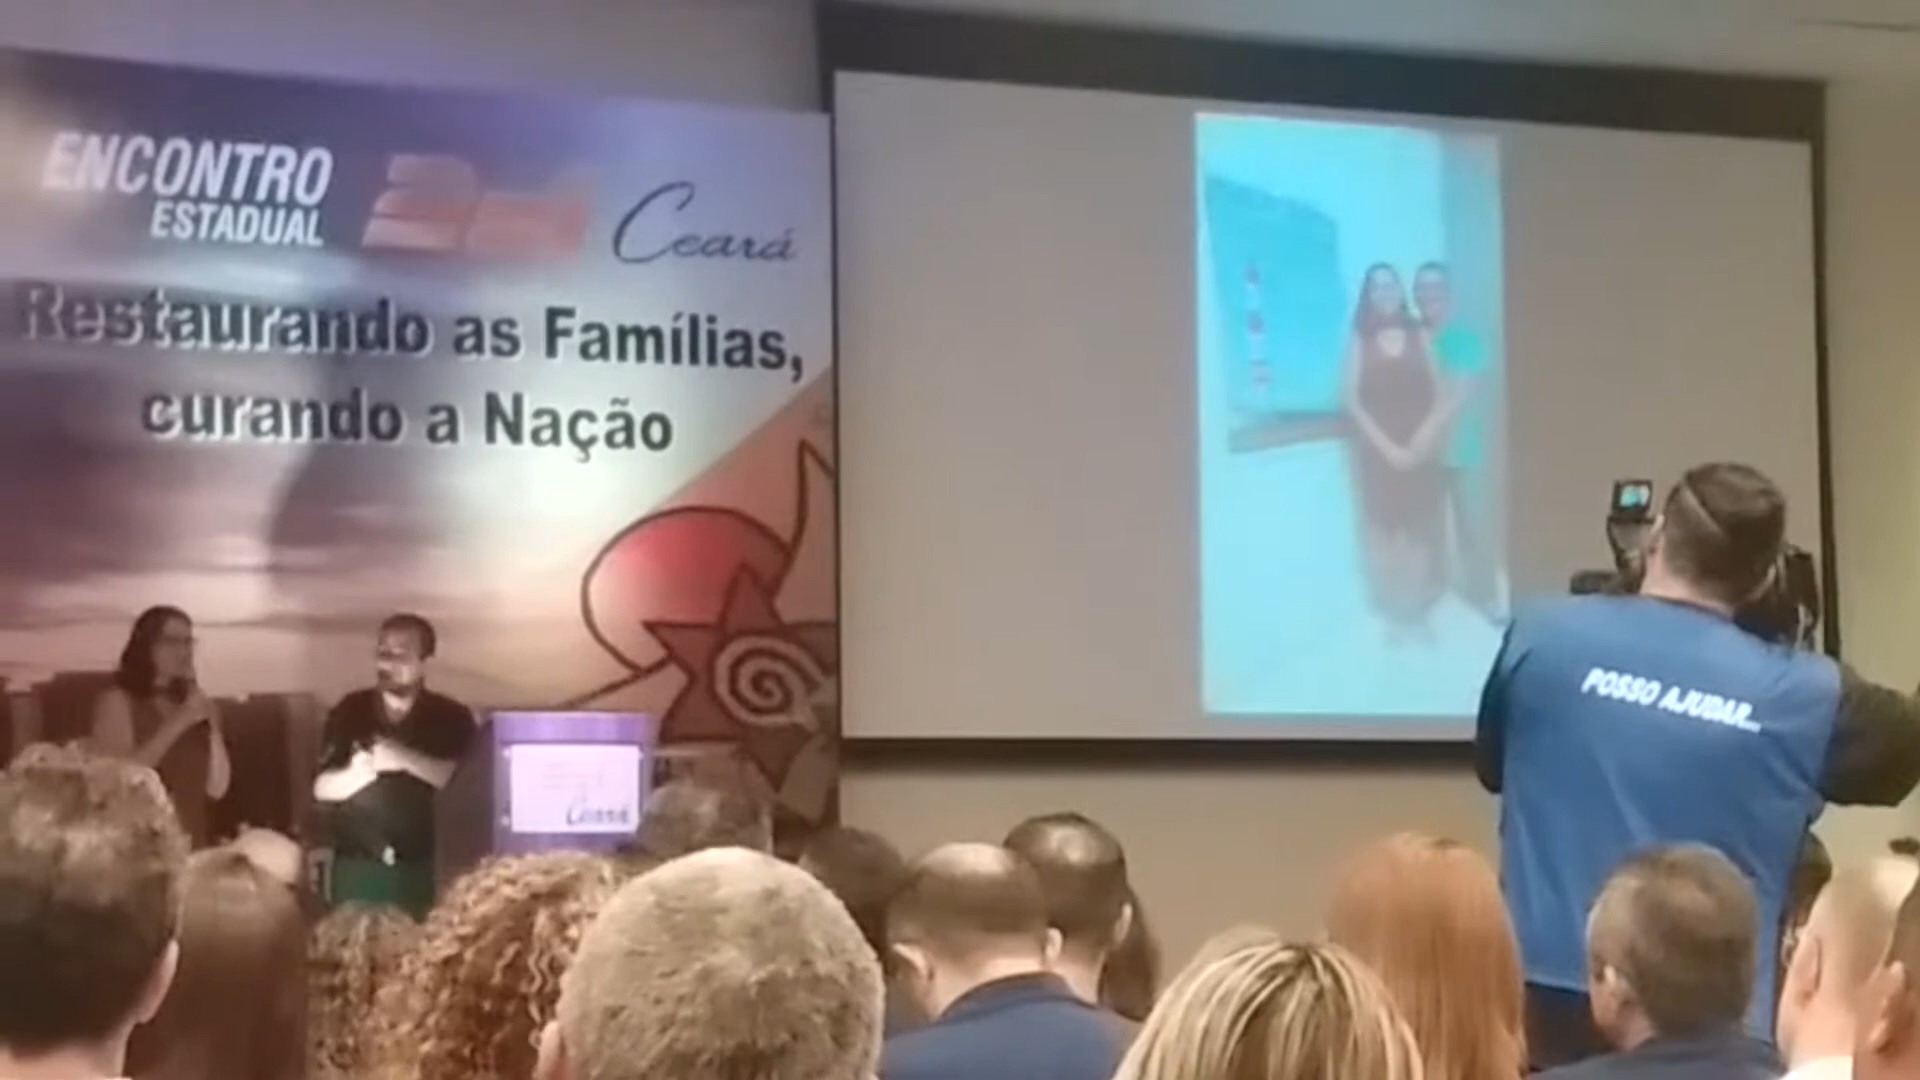 ENCONTRO
ESTADUAL
Ceará
Restaurando as Famílias,
curando a Nação
POSSO AJUDAR...
Ceará